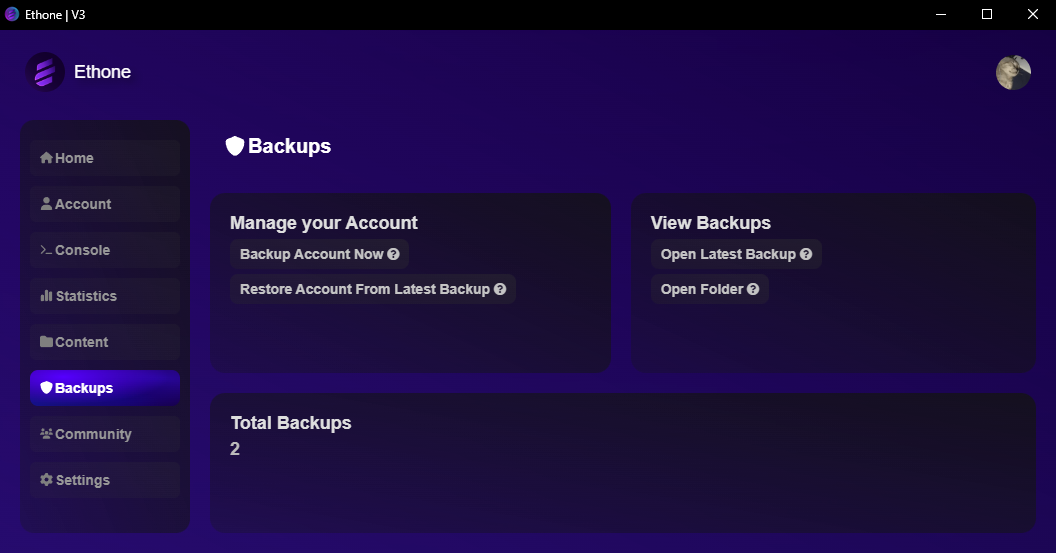 Ethone | V3
Ethone
Home
Account
Console
Statistics
Content
Backups
Community
Settings
Backups
Manage your Account
Backup Account Now ?
Restore Account From Latest Backup ?
View Backups
Open Latest Backup ?
Open Folder ?
Total Backups
2